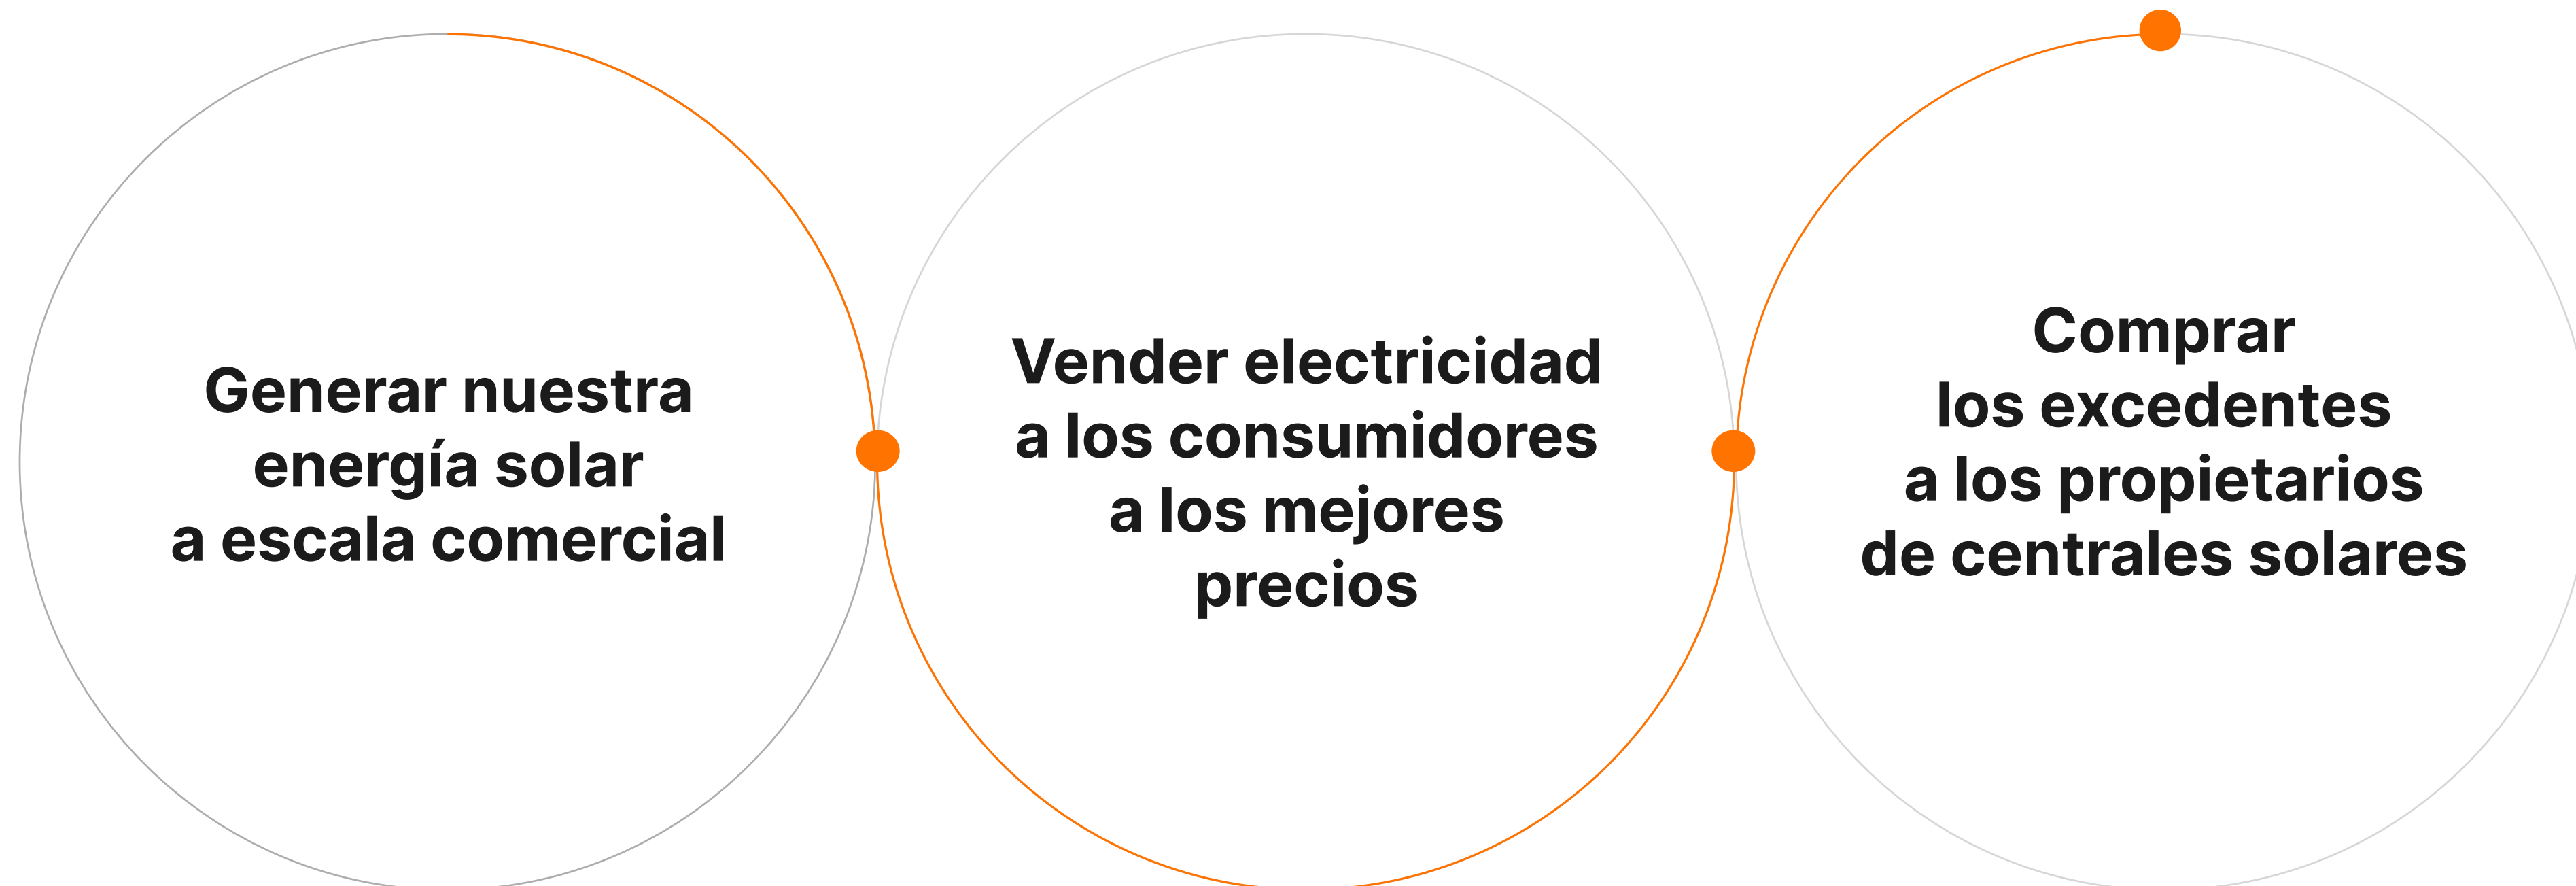 Generar nuestra
energía solar
a escala comercial
Vender electricidad
a los consumidores
a los mejores
precios
Comprar
los excedentes
a los propietarios
de centrales solares